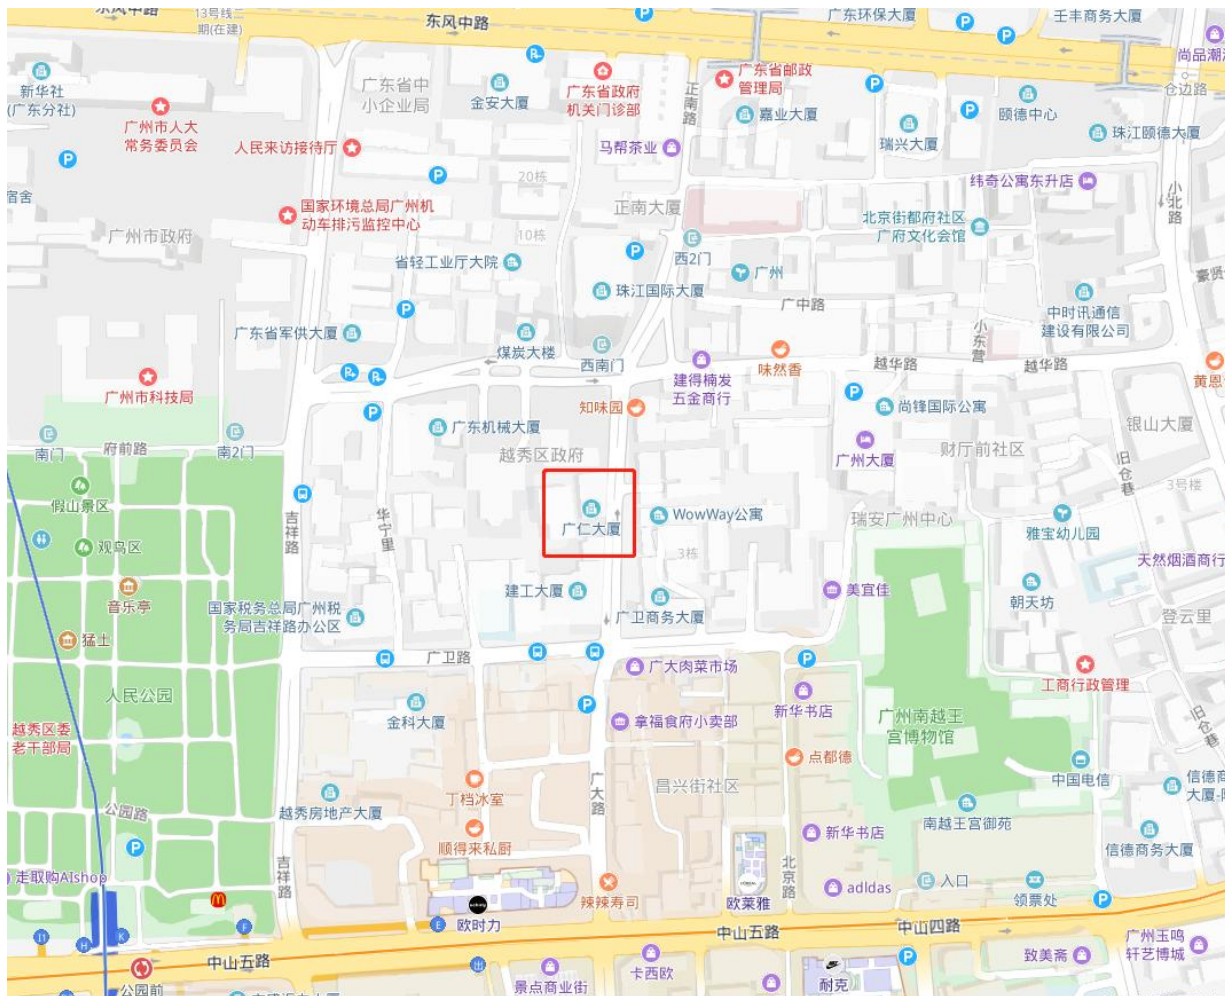 13号线二
期(在建)
东风中路
东风中路
广东环保大厦
壬丰商务大厦
尚品潮
仓边路
新华社
(广东分社)
广东省中
小企业局
金安大厦
广东省政府
机关门诊部
广东省邮政
管理局
正南路
嘉业大厦
颐德中心
珠江颐德大厦
瑞兴大厦
广州市人大
常务委员会
人民来访接待厅
马帮茶业
20栋
纬奇公寓东升店
小北路
宿舍
国家环境总局广州机
动车排污监控中心
正南大厦
北京街都府社区
广府文化会馆
广州市政府
10栋
西2门
省轻工业厅大院
广州
豪贤
珠江国际大厦
广中路
中时讯通信
建设有限公司
广东省军供大厦
煤炭大楼
西南门
小东营
越华路
越华路
味然香
建得楠发
五金商行
黄恩
广州市科技局
知味园
尚锋国际公寓
银山大厦
南门
府前路
南2门
广东机械大厦
越秀区政府
广州大厦
财厅前社区
旧仓巷
3号楼
假山景区
吉祥路
华宁里
广仁大厦
WowWay公寓
瑞安广州中心
雅宝幼儿园
观鸟区
3栋
天然烟酒商行
音乐亭
建工大厦
美宜佳
朝天坊
国家税务总局广州税
务局吉祥路办公区
广卫商务大厦
登云里
猛士
广卫路
广大肉菜市场
工商行政管理
人民公园
金科大厦
新华书店
广州南越王
宫博物馆
旧仓巷
越秀区委
老干部局
拿福食府小卖部
点都德
中国电信
信德商
大厦-
丁档冰室
广大路
昌兴街社区
公园路
越秀房地产大厦
南越王宫御苑
顺得来私厨
新华书店
信德商务大厦
走取购AIshop
吉祥路
北京路
辣辣寿司
欧莱雅
adIdas
入口
领票处
欧时力
中山五路
中山五路
中山四路
广州玉鸣
轩艺博城
致美斋
公园前
景点商业街
卡西欧
耐克